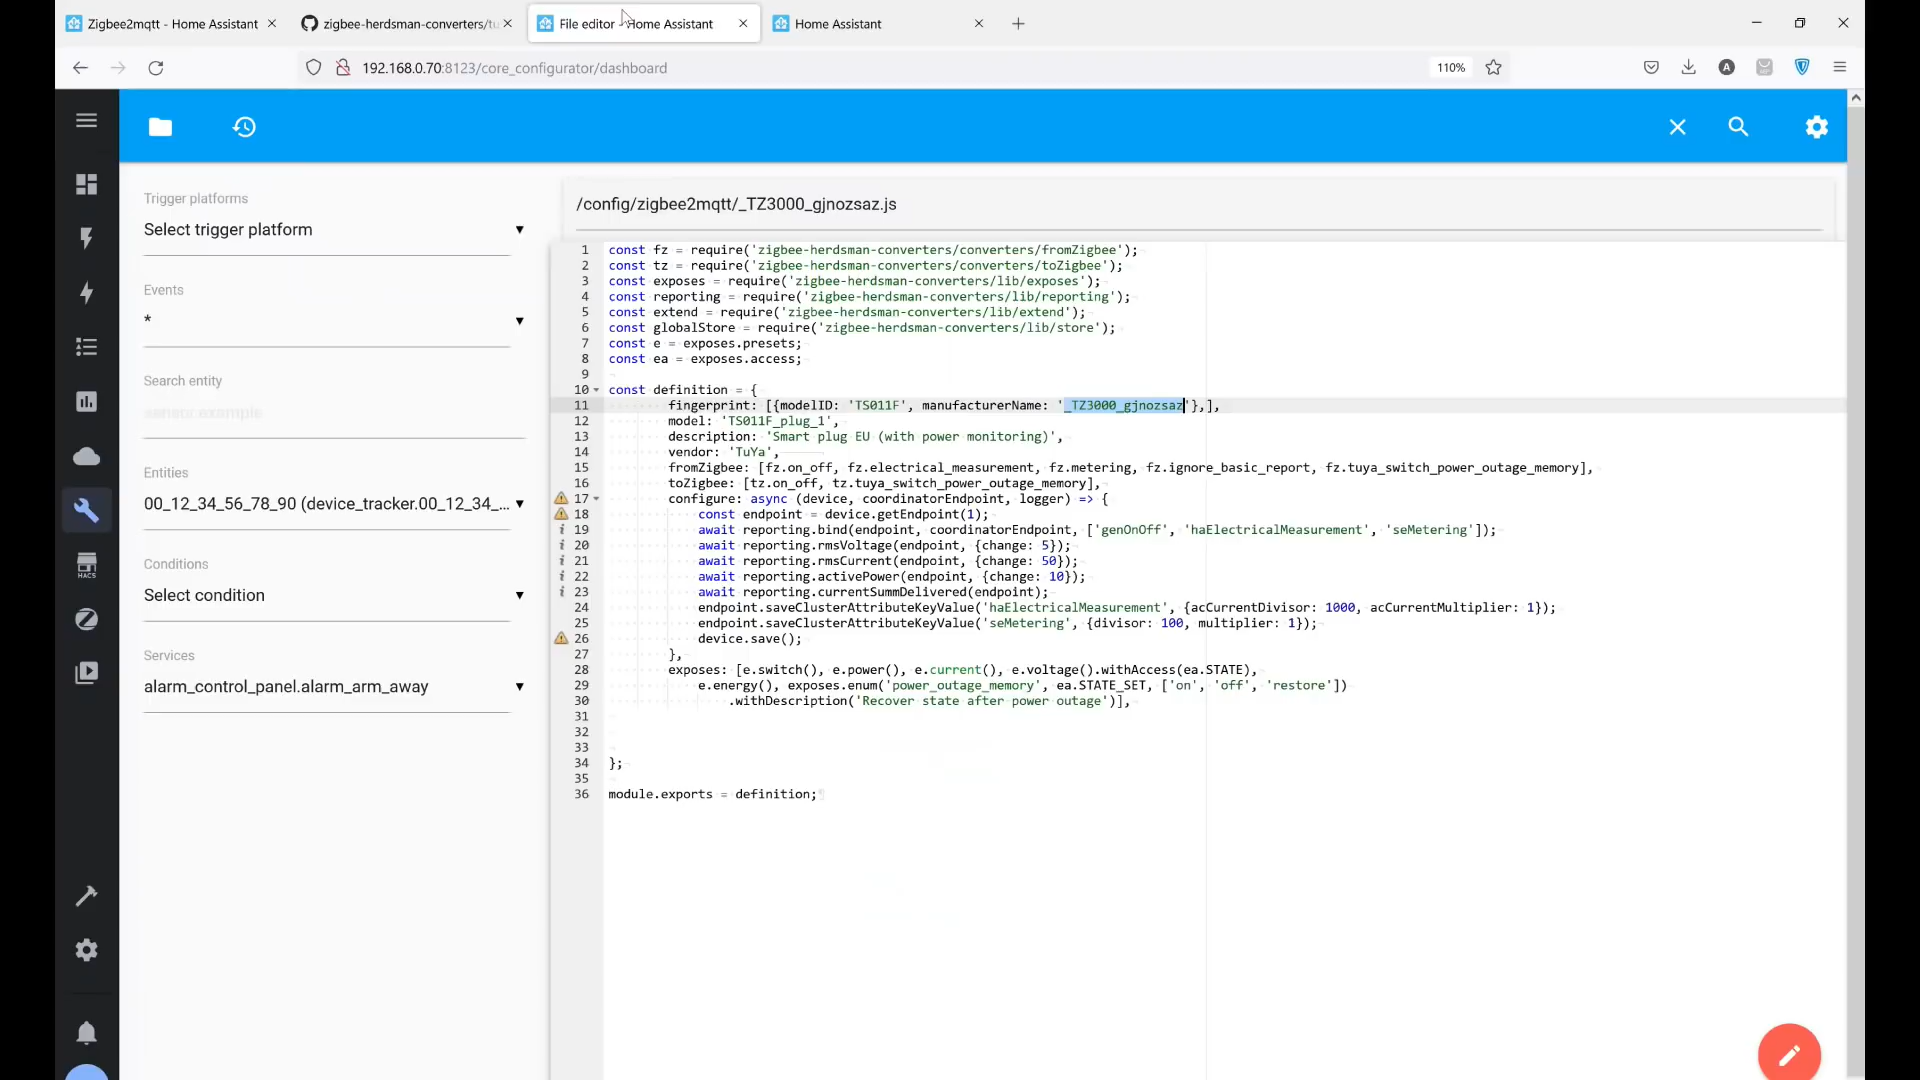 Zigbee2mqtt - Home Assistant
zigbee-herdsman-converters/tu
File editor - Home Assistant
Home Assistant
192.168.0.70:8123/core_configurator/dashboard
110%
A
Trigger platforms
Select trigger platform
Events
*
Search entity
sensor.example
Entities
00_12_34_56_78_90 (device_tracker.00_12_34_...
Conditions
Select condition
HACS
Services
alarm_control_panel.alarm_arm_away
/config/zigbee2mqtt/_TZ3000_gjnozsaz.js
1 const fz = require('zigbee-herdsman-converters/converters/fromZigbee');
2 const tz = require('zigbee-herdsman-converters/converters/toZigbee');
3 const exposes = require('zigbee-herdsman-converters/lib/exposes');
4 const reporting = require('zigbee-herdsman-converters/lib/reporting');
5 const extend = require('zigbee-herdsman-converters/lib/extend');
6 const globalStore = require('zigbee-herdsman-converters/lib/store');
7 const e = exposes.presets;
8 const ea = exposes.access;
9
10 const definition = {
11 fingerprint: [{modelID: 'TS011F', manufacturerName: '_TZ3000_gjnozsaz'},],
12 model: 'TS011F_plug_1',
13 description: 'Smart plug EU (with power monitoring)',
14 vendor: 'TuYa',
15 fromZigbee: [fz.on_off, fz.electrical_measurement, fz.metering, fz.ignore_basic_report, fz.tuya_switch_power_outage_memory],
16 toZigbee: [tz.on_off, tz.tuya_switch_power_outage_memory],
17 configure: async (device, coordinatorEndpoint, logger) => {
18 const endpoint = device.getEndpoint(1);
19 await reporting.bind(endpoint, coordinatorEndpoint, ['genOnOff', 'haElectricalMeasurement', 'seMetering']);
20 await reporting.rmsVoltage(endpoint, {change: 5});
21 await reporting.rmsCurrent(endpoint, {change: 50});
22 await reporting.activePower(endpoint, {change: 10});
23 await reporting.currentSummDelivered(endpoint);
24 endpoint.saveClusterAttributeKeyValue('haElectricalMeasurement', {acCurrentDivisor: 1000, acCurrentMultiplier: 1});
25 endpoint.saveClusterAttributeKeyValue('seMetering', {divisor: 100, multiplier: 1});
26 device.save();
27 },
28 exposes: [e.switch(), e.power(), e.current(), e.voltage().withAccess(ea.STATE),
29 e.energy(), exposes.enum('power_outage_memory', ea.STATE_SET, ['on', 'off', 'restore'])
30 .withDescription('Recover state after power outage')],
31
32
33
34 };
35
36 module.exports = definition;